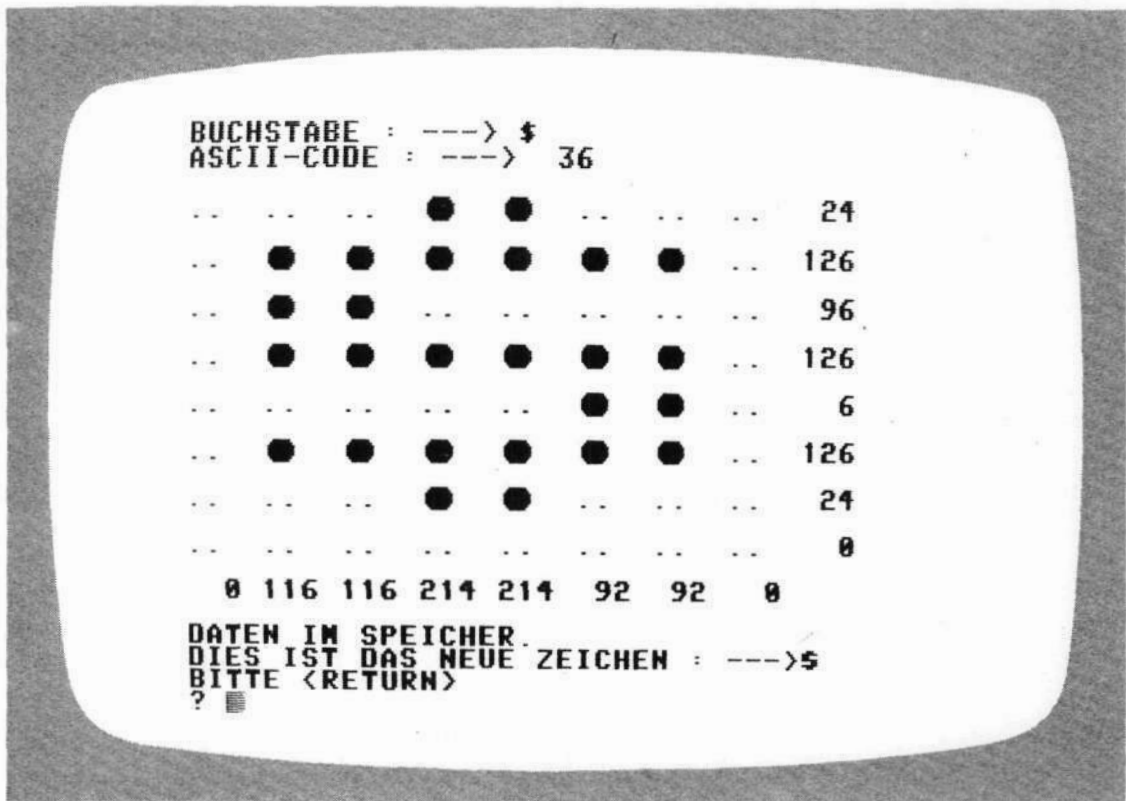 BUCHSTABE : ---> $
ASCII-CODE : ---> 36
.. .. .. ● ● .. .. .. 24
.. ● ● ● ● ● ● .. 126
.. ● ● .. .. .. .. .. 96
.. ● ● ● ● ● ● .. 126
.. .. .. .. .. ● ● .. 6
.. ● ● ● ● ● ● .. 126
.. .. .. ● ● .. .. .. 24
.. .. .. .. .. .. .. .. 0
0 116 116 214 214 92 92 0
DATEN IM SPEICHER.
DIES IST DAS NEUE ZEICHEN : --->$
BITTE <RETURN>
?